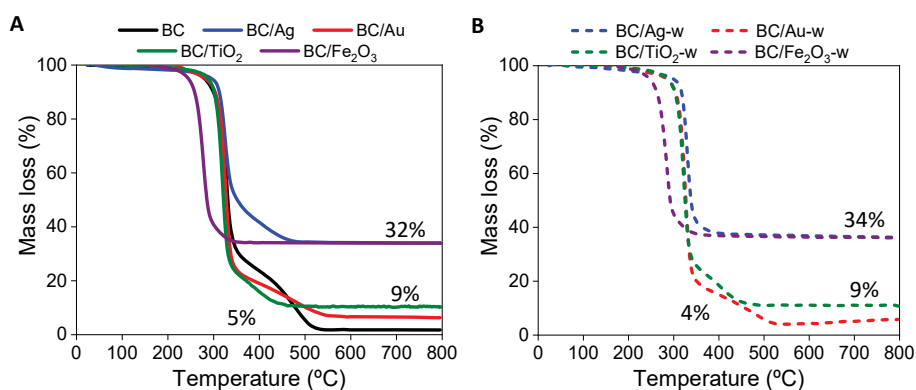 A
BC BC/Ag BC/Au
BC/TiO₂ BC/Fe₂O₃
Mass loss (%)
100
80
60
40
20
0
32%
9%
5%
0 100 200 300 400 500 600 700 800
Temperature (ºC)
B
BC/Ag-w BC/Au-w
BC/TiO₂-w BC/Fe₂O₃-w
Mass loss (%)
100
80
60
40
20
0
34%
9%
4%
0 100 200 300 400 500 600 700 800
Temperature (ºC)